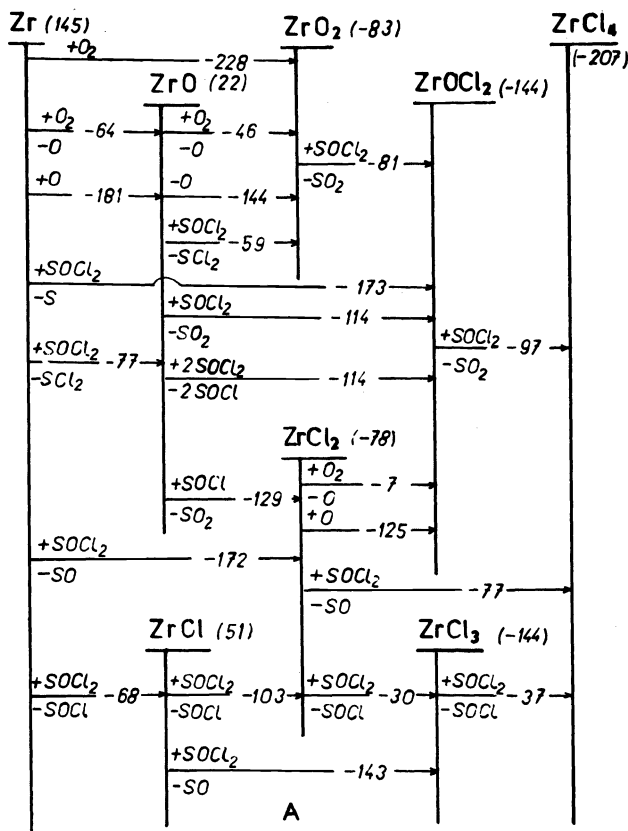 Zr (145) ZrO₂ (-83) ZrCl₄
+O₂ -228 (-207)
ZrO (22) ZrOCl₂ (-144)
+O₂ -64 +O₂ -46
-O -O
+SOCl₂ -81
-SO₂
+O -181 -O -144
+SOCl₂ -59
-SCl₂
+SOCl₂ -173
-S
+SOCl₂ -114
-SO₂
+SOCl₂ -97
-SO₂
+SOCl₂ -77 +2SOCl₂ -114
-SCl₂ -2SOCl
ZrCl₂ (-78)
+O₂ -7
-O
+SOCl -129
-SO₂
+O -125
+SOCl₂ -172
-SO
+SOCl₂ -77
-SO
ZrCl (51) ZrCl₃ (-144)
+SOCl₂ -68 +SOCl₂ -103 +SOCl₂ -30 +SOCl₂ -37
-SOCl -SOCl -SOCl -SOCl
+SOCl₂ -143
-SO
A